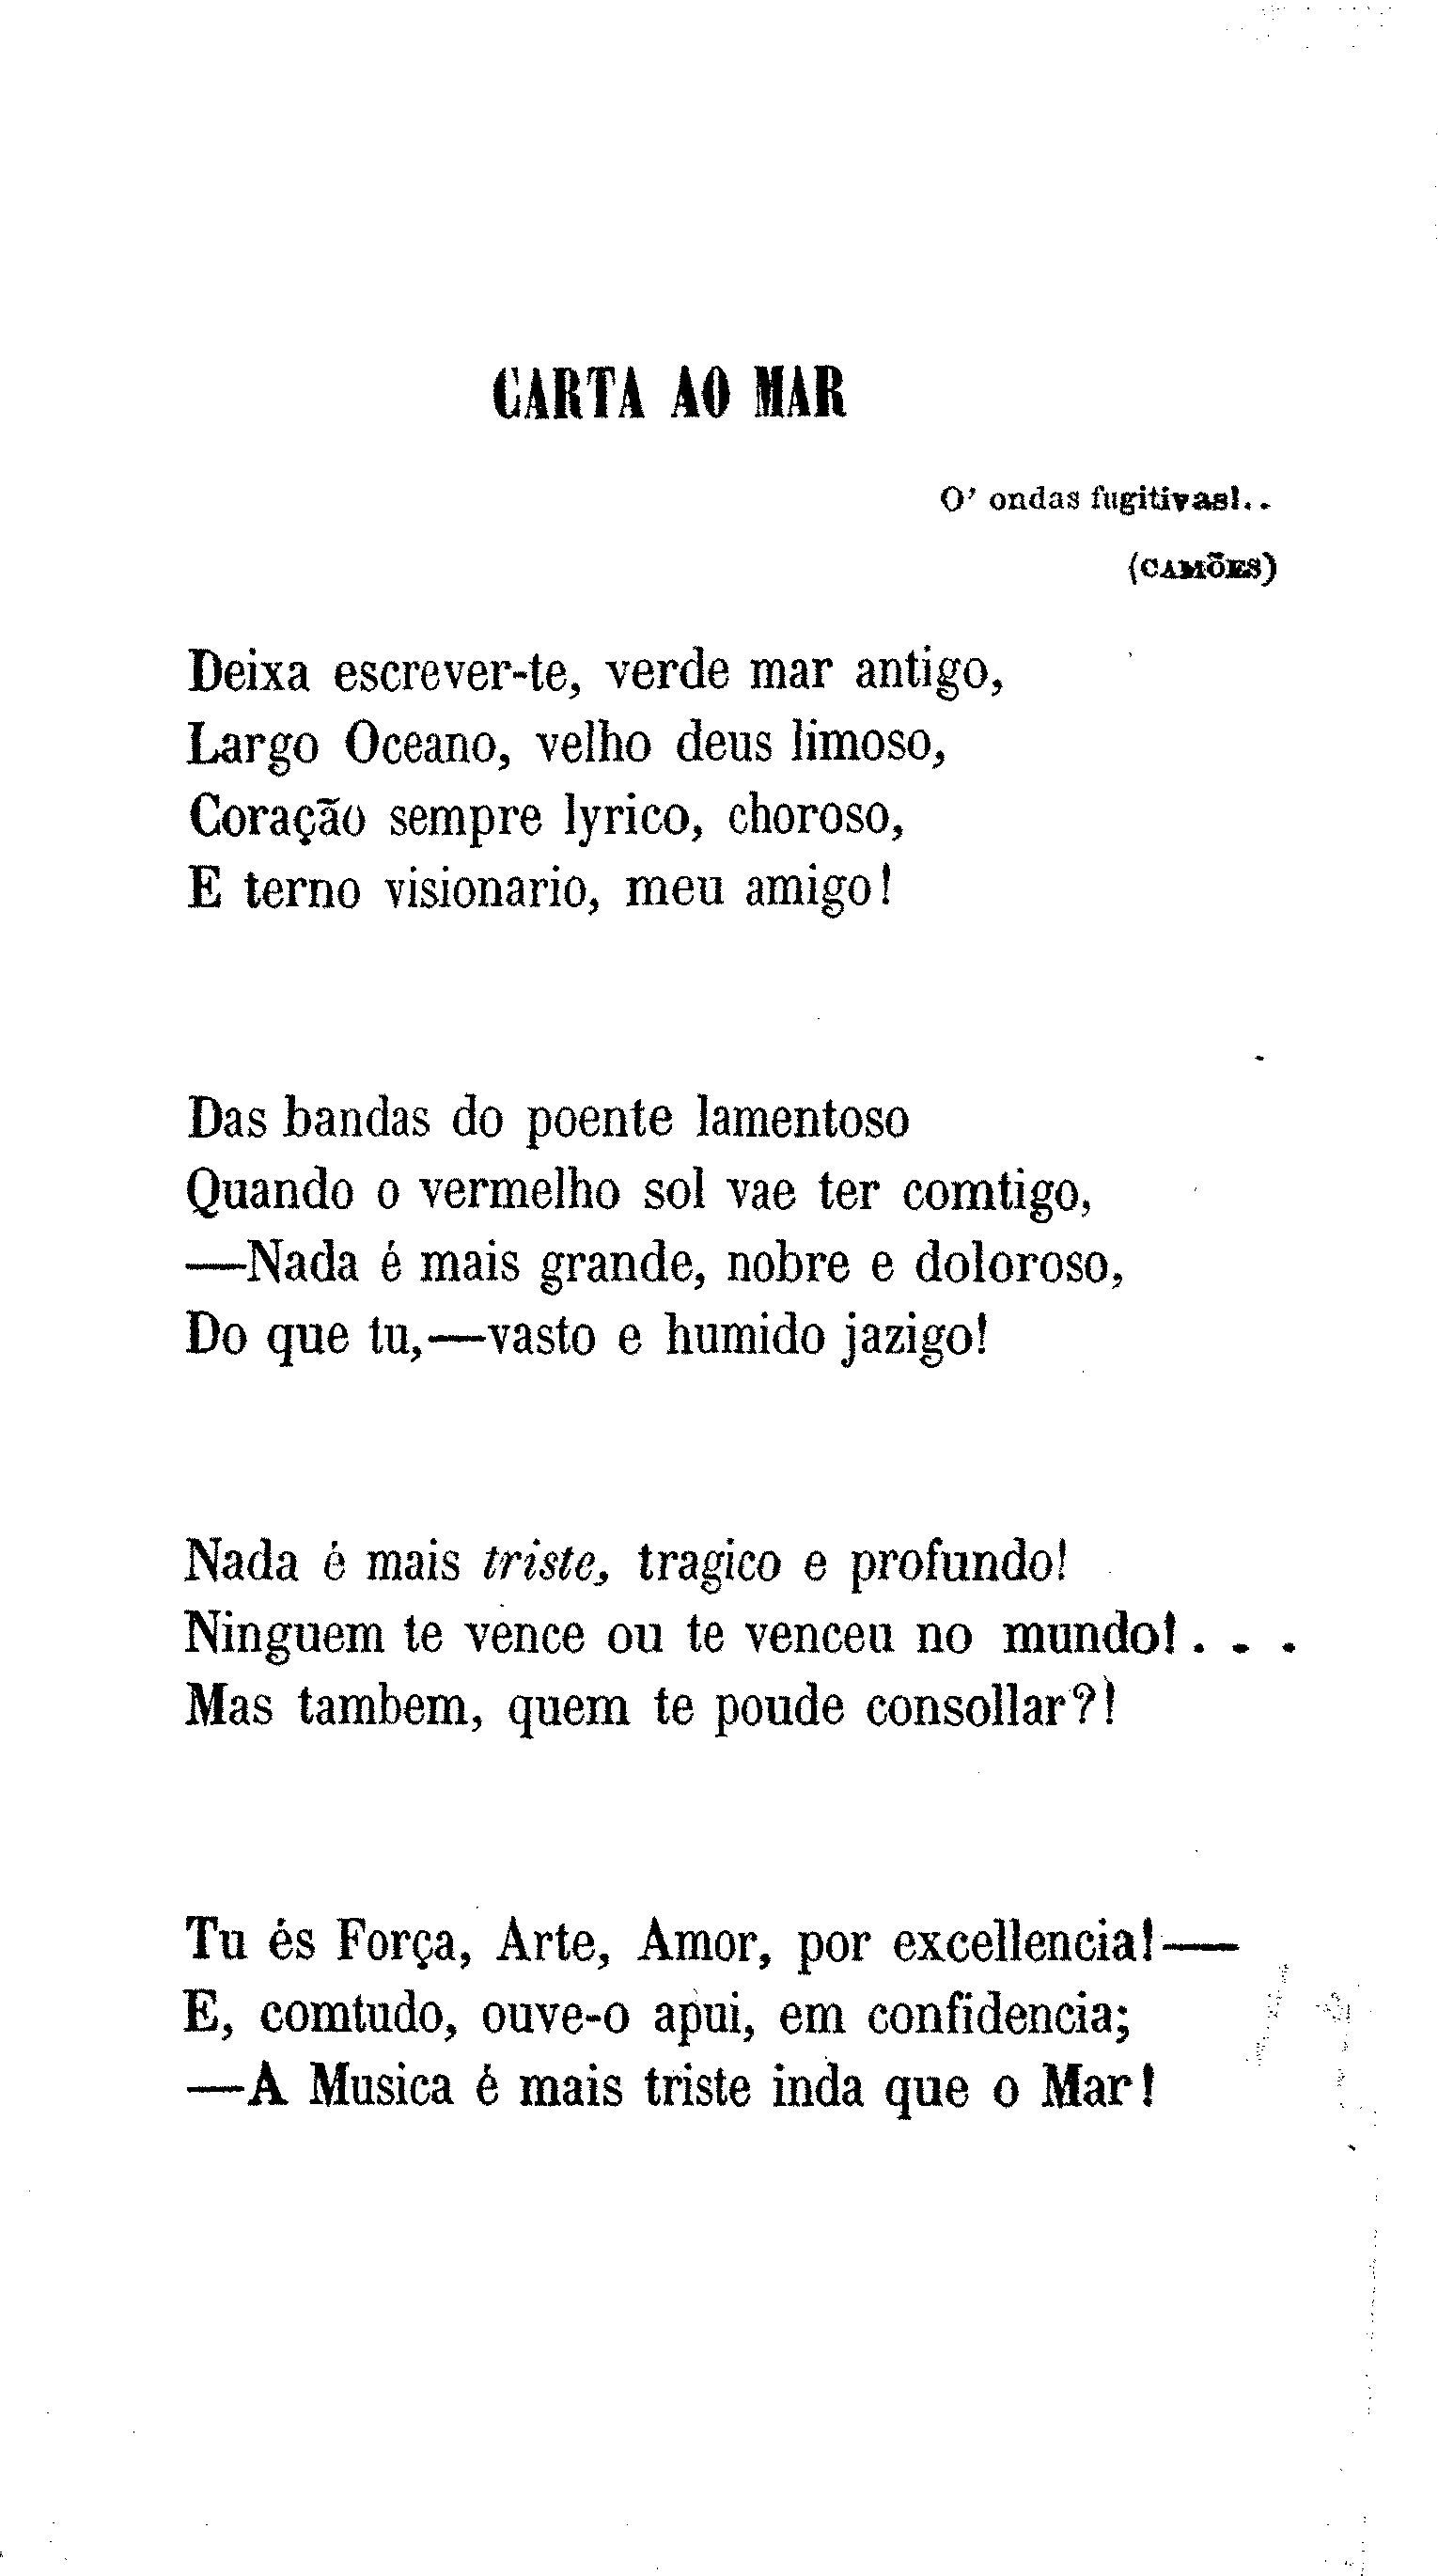 CARTA AO MAR
O' ondas fugitivas!..
(CAMÕES)
Deixa escrever-te, verde mar antigo,
Largo Oceano, velho deus limoso,
Coração sempre lyrico, choroso,
E terno visionario, meu amigo!
Das bandas do poente lamentoso
Quando o vermelho sol vae ter comtigo,
—Nada é mais grande, nobre e doloroso,
Do que tu,—vasto e humido jazigo!
Nada é mais triste, tragico e profundo!
Ninguem te vence ou te venceu no mundo!...
Mas tambem, quem te poude consollar?!
Tu és Força, Arte, Amor, por excellencia!—
E, comtudo, ouve-o apui, em confidencia;
—A Musica é mais triste inda que o Mar!